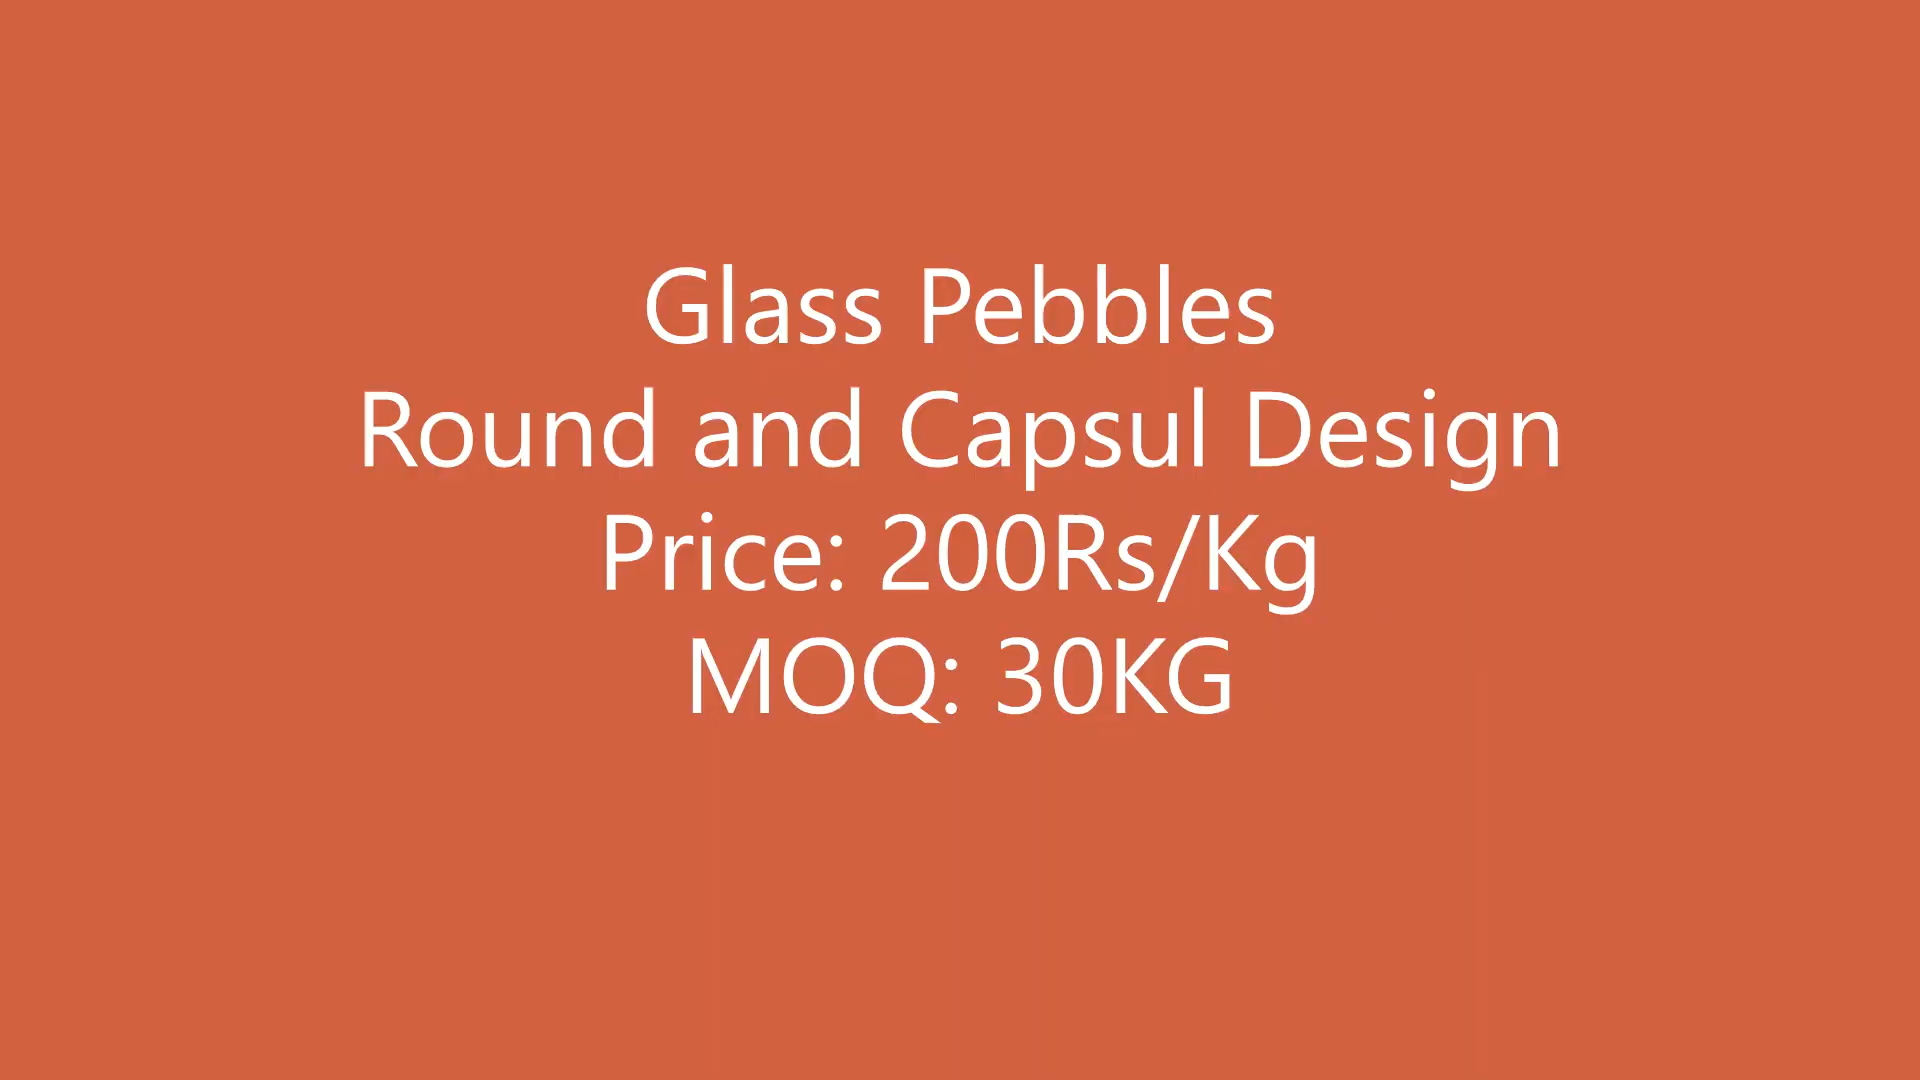 Glass Pebbles
Round and Capsul Design
Price: 200Rs/Kg
MOQ: 30KG